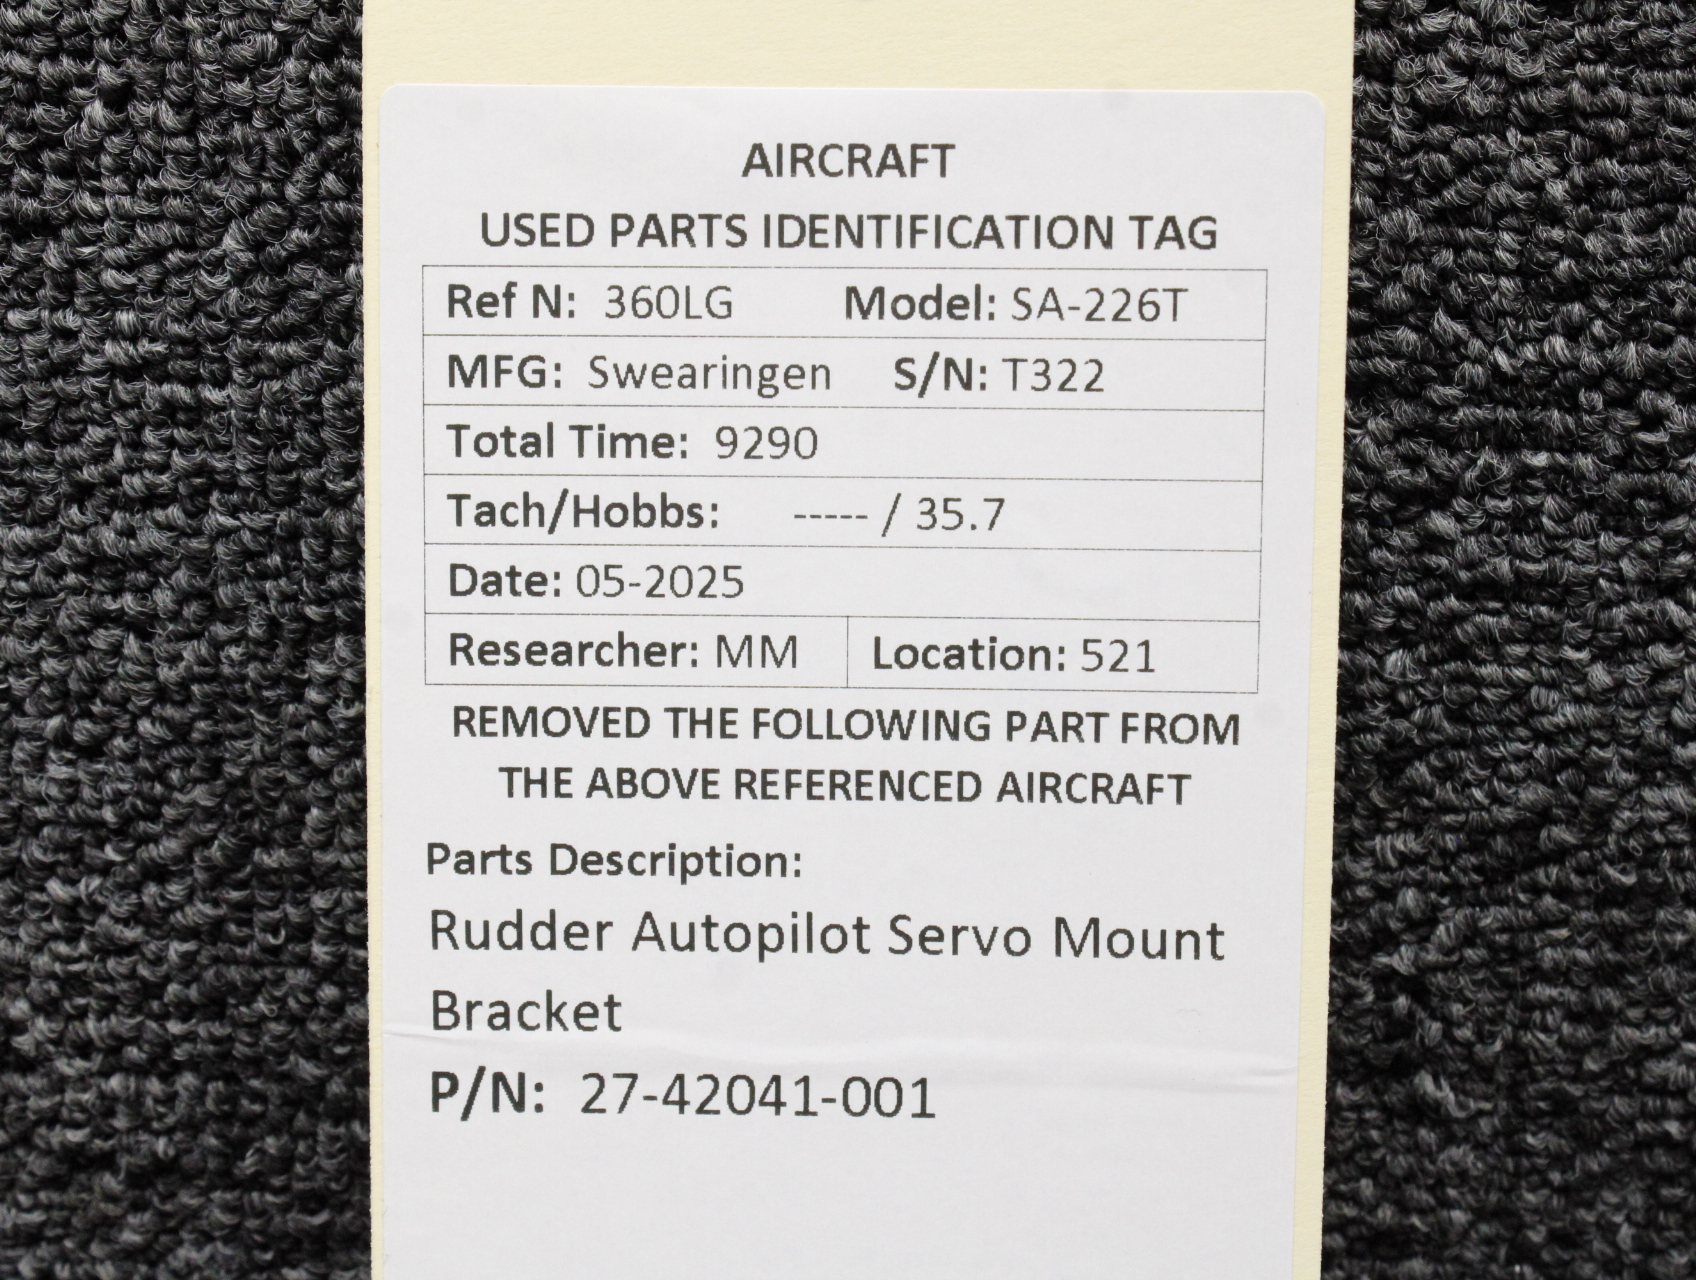 AIRCRAFT
USED PARTS IDENTIFICATION TAG
Ref N: 360LG Model: SA-226T
MFG: Swearingen S/N: T322
Total Time: 9290
Tach/Hobbs: ----- / 35.7
Date: 05-2025
Researcher: MM Location: 521
REMOVED THE FOLLOWING PART FROM
THE ABOVE REFERENCED AIRCRAFT
Parts Description:
Rudder Autopilot Servo Mount
Bracket
P/N: 27-42041-001